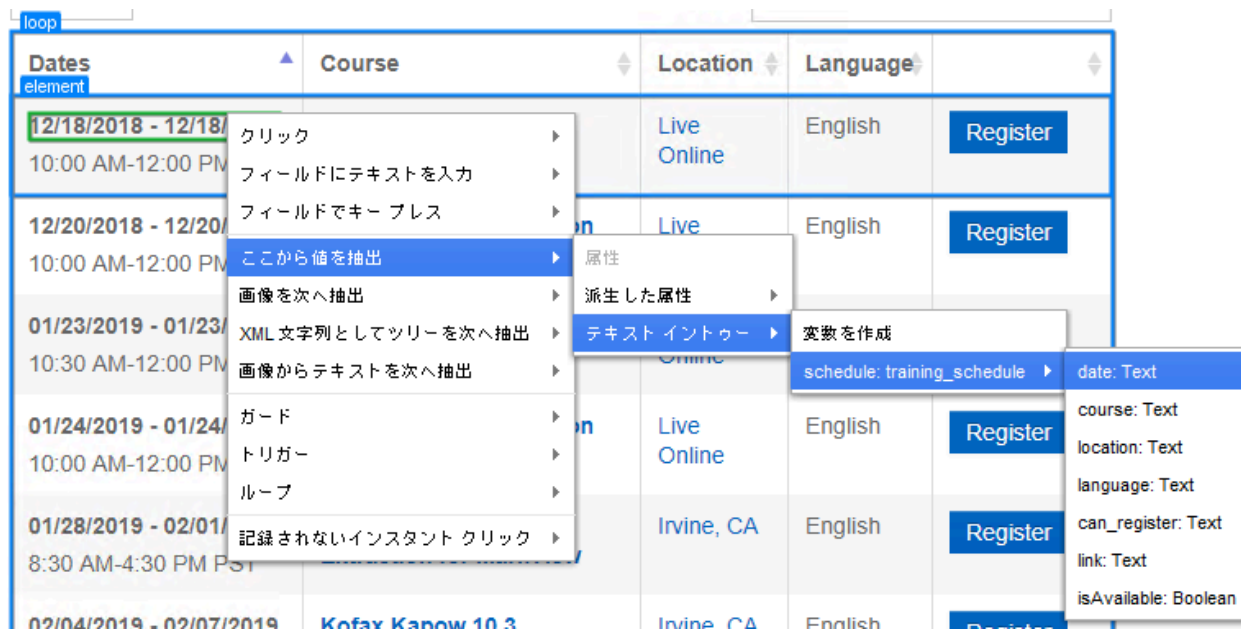 loop
Dates Course Location Language
element
12/18/2018 - 12/18/
10:00 AM-12:00 PM
Live
Online
English
Register
12/20/2018 - 12/20/
10:00 AM-12:00 PM
Live
English
Register
01/23/2019 - 01/23/
10:30 AM-12:00 PM
Online
01/24/2019 - 01/24/
10:00 AM-12:00 PM
Live
Online
English
Register
01/28/2019 - 02/01/
8:30 AM-4:30 PM PST
Irvine, CA
English
Register
02/04/2019 - 02/07/2019
Kofax Kapow 10.3
Irvine, CA
English
Register
クリック
フィールドにテキストを入力
フィールドでキー プレス
ここから値を抽出
画像を次へ抽出
XML 文字列としてツリーを次へ抽出
画像からテキストを次へ抽出
ガード
トリガー
ループ
記録されないインスタント クリック
属性
派生した属性
テキスト イントゥー
変数を作成
schedule: training_schedule
date: Text
course: Text
location: Text
language: Text
can_register: Text
link: Text
isAvailable: Boolean